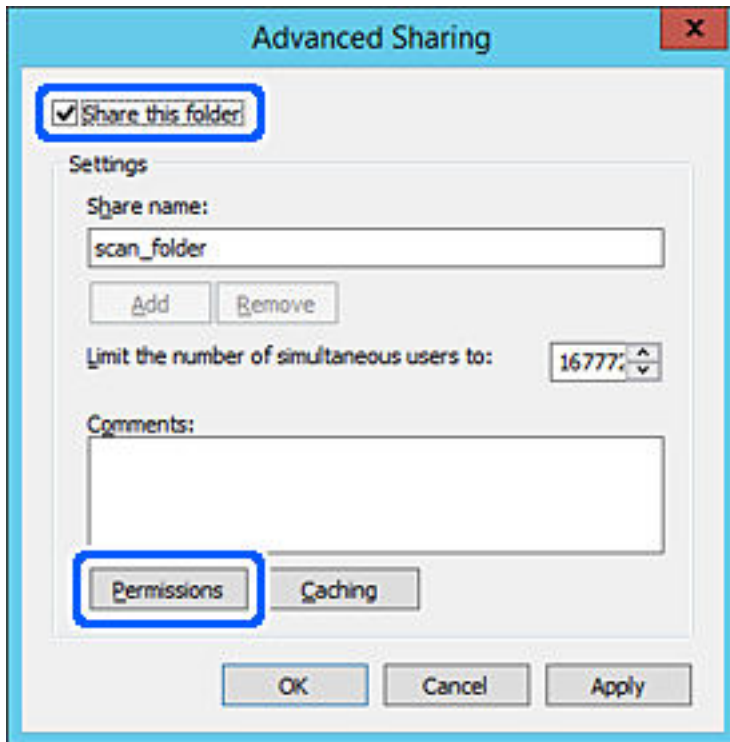 Advanced Sharing
x
Share this folder
Settings
Share name:
scan_folder
Add Remove
Limit the number of simultaneous users to:
Comments:
Permissions Caching
OK Cancel Apply